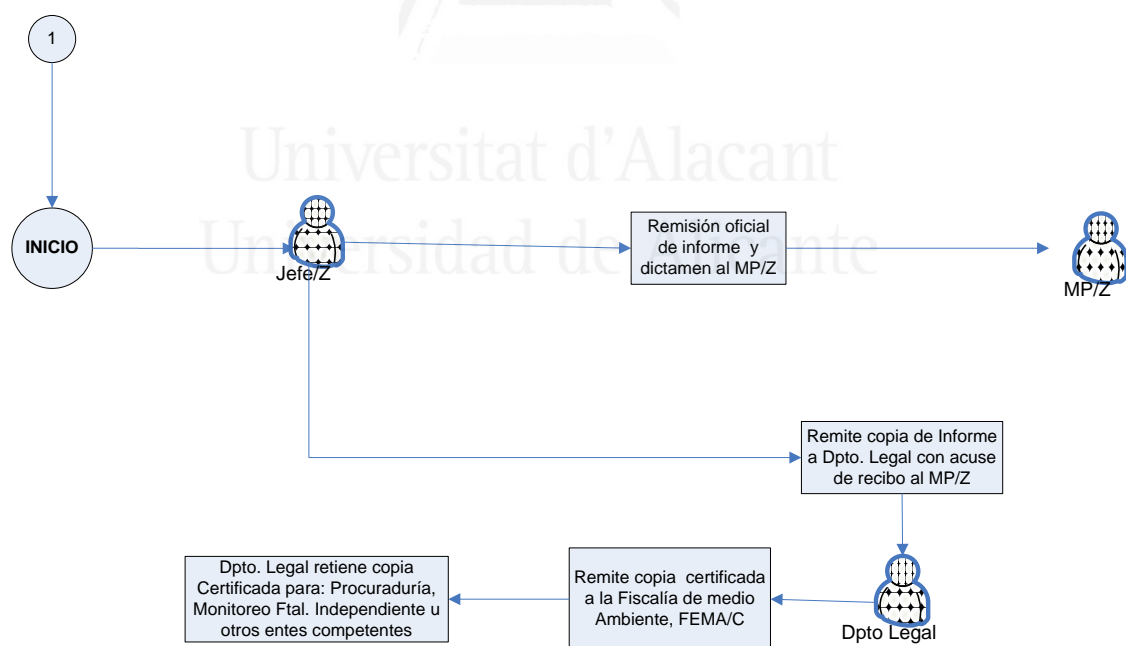 1
Universitat d'Alacant
Universidad de Alicante
INICIO
Jefe/Z
Remisión oficial
de informe y
dictamen al MP/Z
MP/Z
Remite copia de Informe
a Dpto. Legal con acuse
de recibo al MP/Z
Dpto. Legal retiene copia
Certificada para: Procuraduría,
Monitoreo Ftal. Independiente u
otros entes competentes
Remite copia certificada
a la Fiscalía de medio
Ambiente, FEMA/C
Dpto Legal